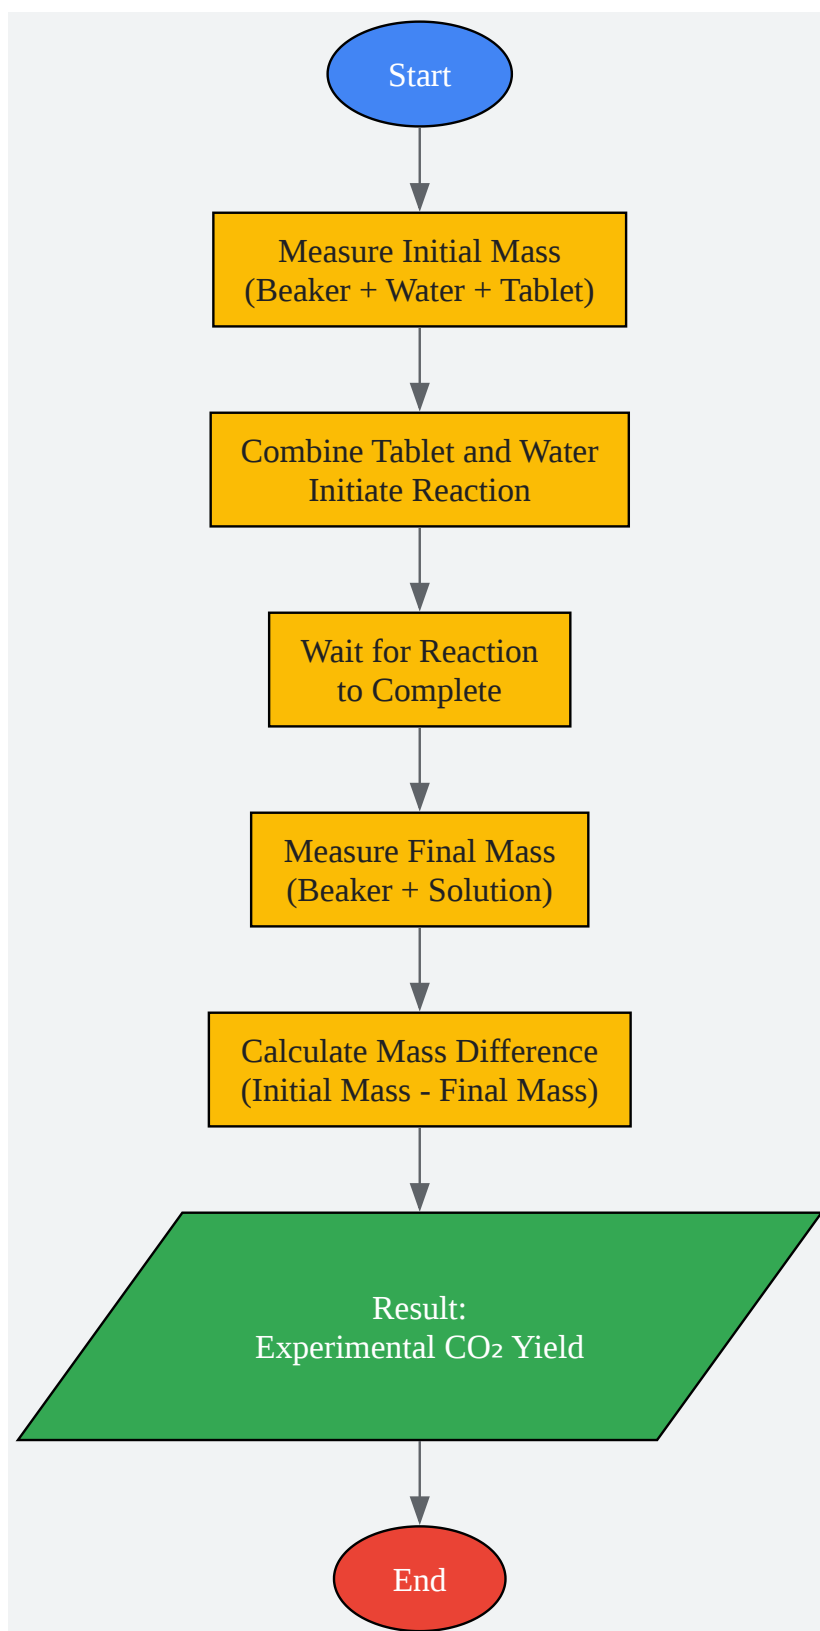 Start
Measure Initial Mass
(Beaker + Water + Tablet)
Combine Tablet and Water
Initiate Reaction
Wait for Reaction
to Complete
Measure Final Mass
(Beaker + Solution)
Calculate Mass Difference
(Initial Mass - Final Mass)
Result:
Experimental CO₂ Yield
End